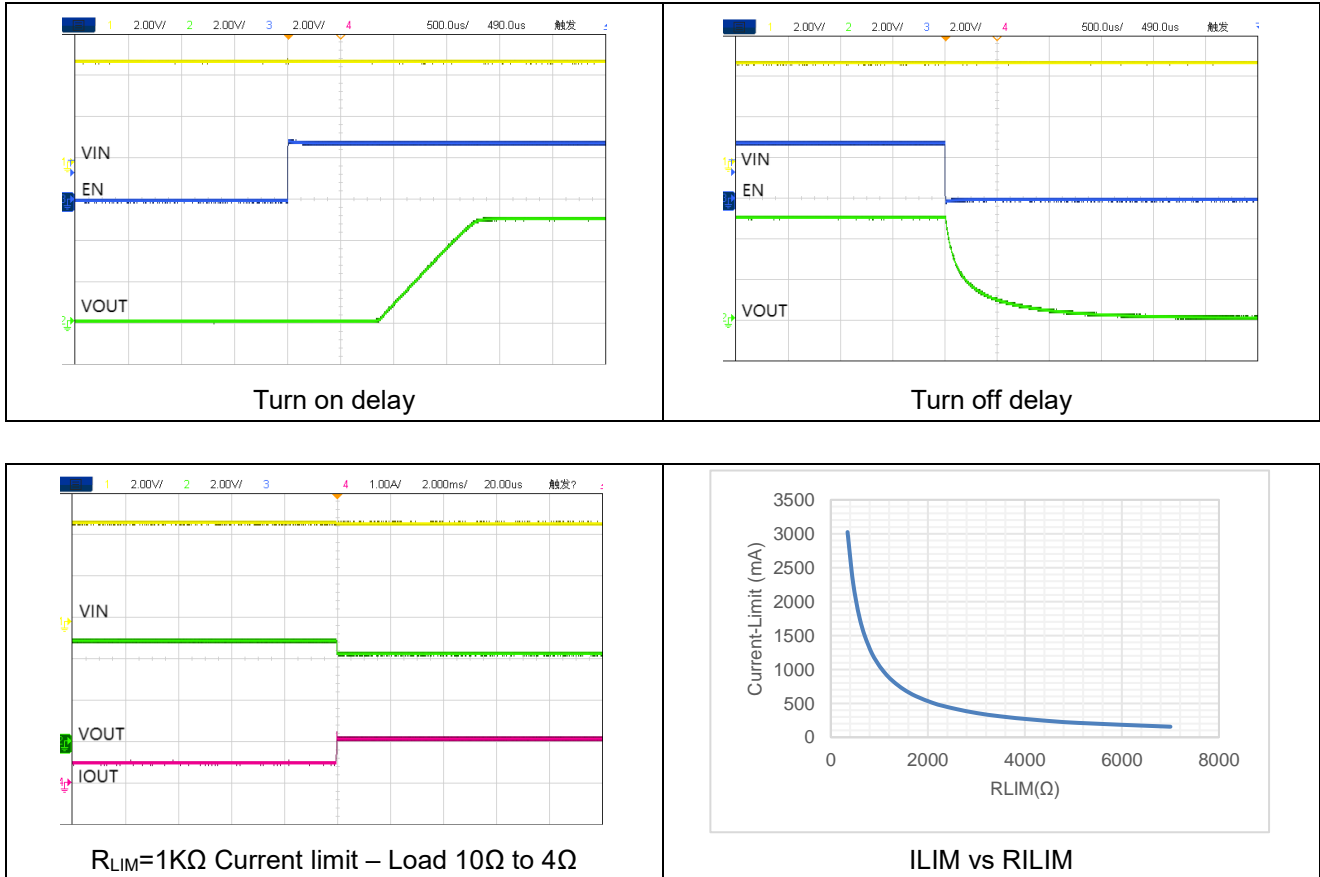 1 2.00V/ 2 2.00V/ 3 2.00V/ 4 500.0us/ 490.0us 触发
VIN
EN
VOUT
Turn on delay
1 2.00V/ 2 2.00V/ 3 2.00V/ 4 500.0us/ 490.0us 触发
VIN
EN
VOUT
Turn off delay
1 2.00V/ 2 2.00V/ 3 4 1.00A/ 2.000ms/ 20.00us 触发?
VIN
VOUT
IOUT
RLIM=1KΩ Current limit – Load 10Ω to 4Ω
Current-Limit (mA)
3500
3000
2500
2000
1500
1000
500
0
0 2000 4000 6000 8000
RLIM(Ω)
ILIM vs RILIM